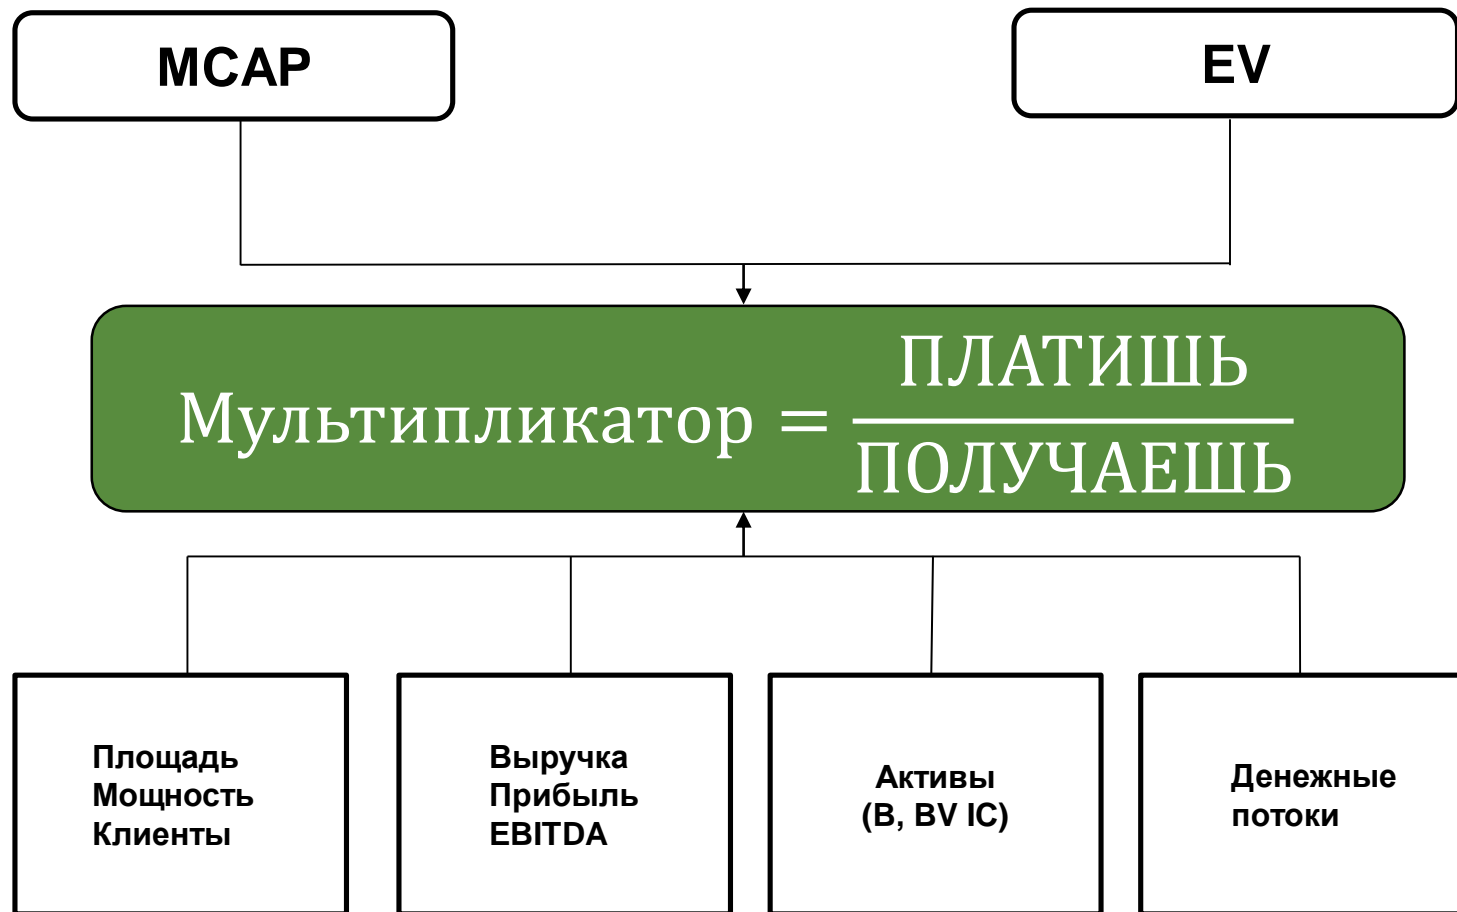 MCAP
EV
Мультипликатор = ПЛАТИШЬ
ПОЛУЧАЕШЬ
Площадь
Мощность
Клиенты
Выручка
Прибыль
EBITDA
Активы
(B, BV IC)
Денежные
потоки